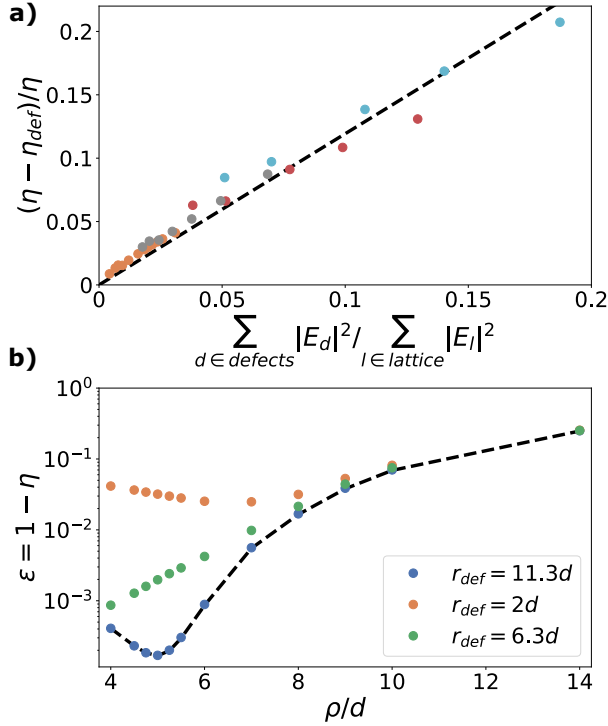 a)
(η − η_def)/η
0.2
0.15
0.1
0.05
0
0
0.05
0.1
0.15
0.2
∑ |E_d|²/ ∑ |E_l|²
d ∈ defects l ∈ lattice
b)
ε = 1 − η
10⁰
10⁻¹
10⁻²
10⁻³
r_def = 11.3d
r_def = 2d
r_def = 6.3d
4
6
8
10
12
14
ρ/d